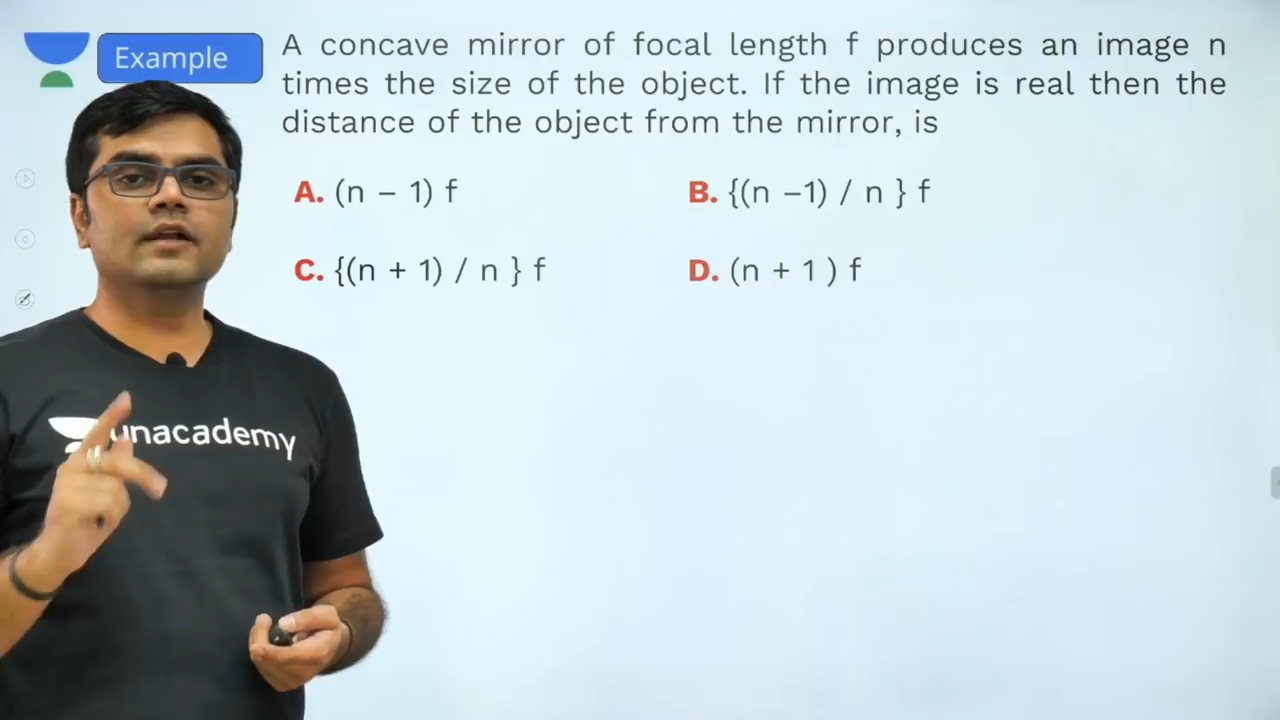 Example
A concave mirror of focal length f produces an image n
times the size of the object. If the image is real then the
distance of the object from the mirror, is
A. (n – 1) f
B. {(n –1) / n } f
C. {(n + 1) / n } f
D. (n + 1 ) f
unacademy